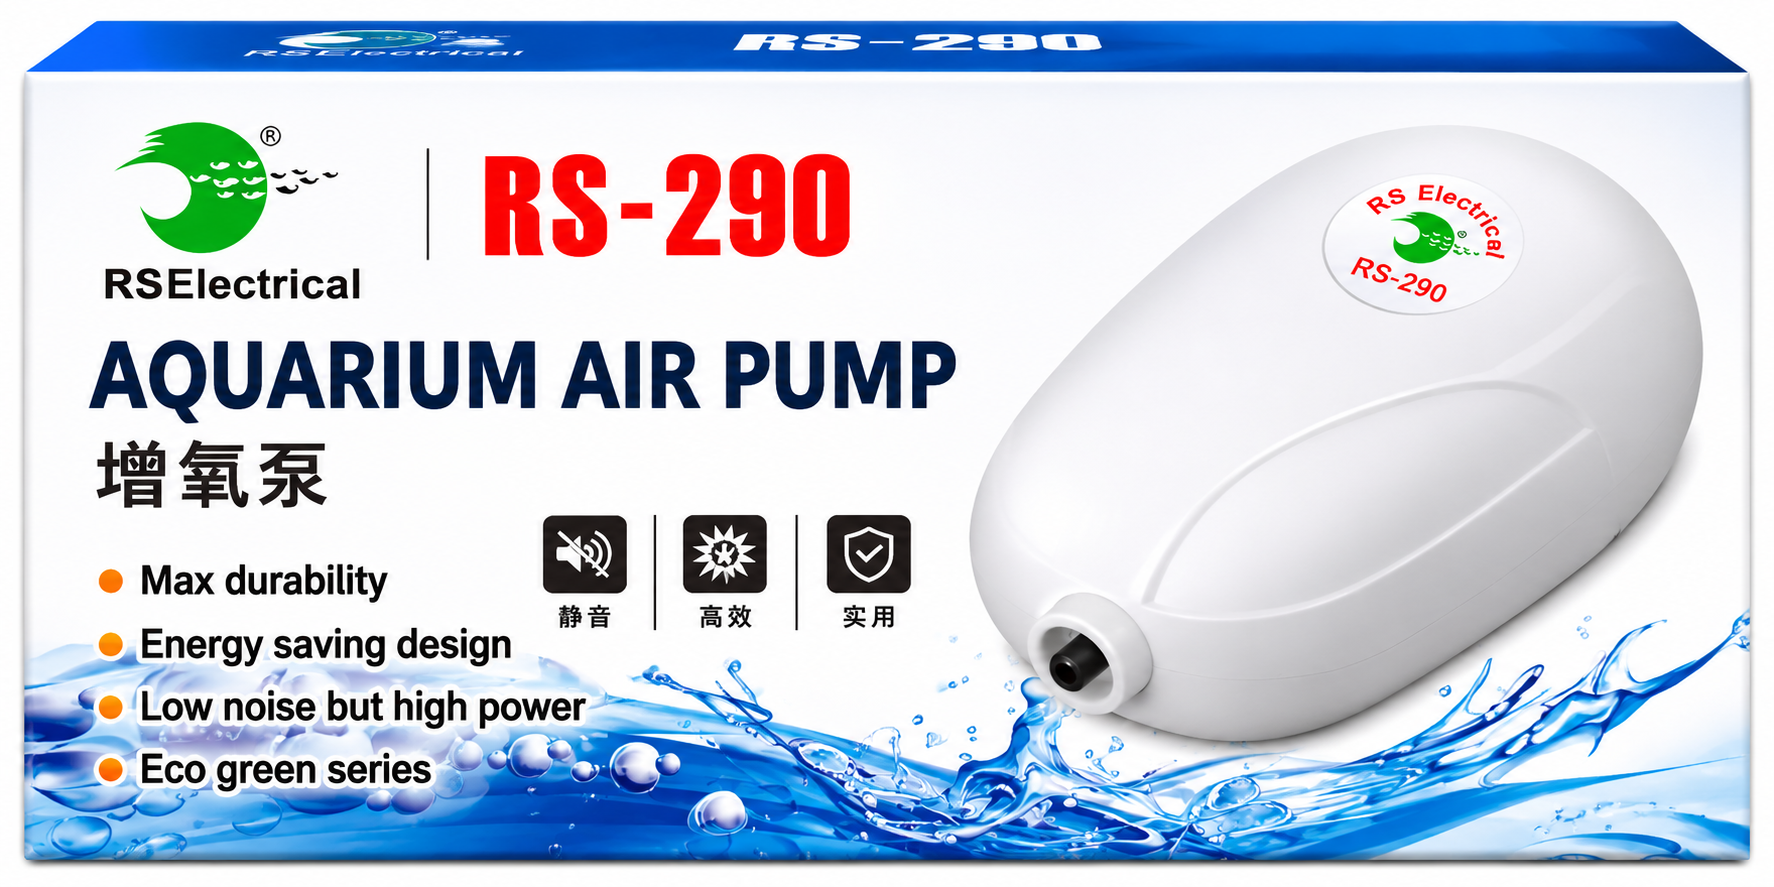 RSElectrical
RS-290
®
RSElectrical
RS-290
AQUARIUM AIR PUMP
增氧泵
静音
高效
实用
Max durability
Energy saving design
Low noise but high power
Eco green series
RS Electrical
®
RS-290